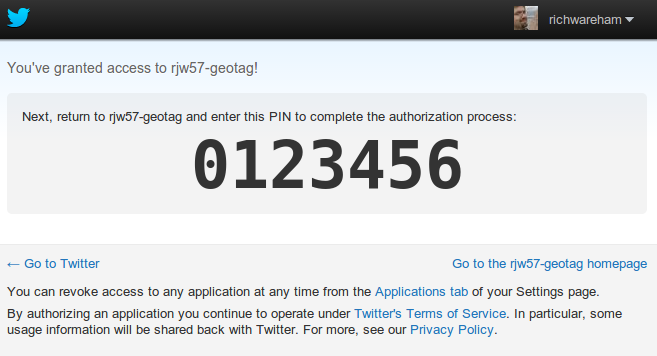 richwareham
You've granted access to rjw57-geotag!
Next, return to rjw57-geotag and enter this PIN to complete the authorization process:
0123456
← Go to Twitter
Go to the rjw57-geotag homepage
You can revoke access to any application at any time from the Applications tab of your Settings page.
By authorizing an application you continue to operate under Twitter's Terms of Service. In particular, some
usage information will be shared back with Twitter. For more, see our Privacy Policy.